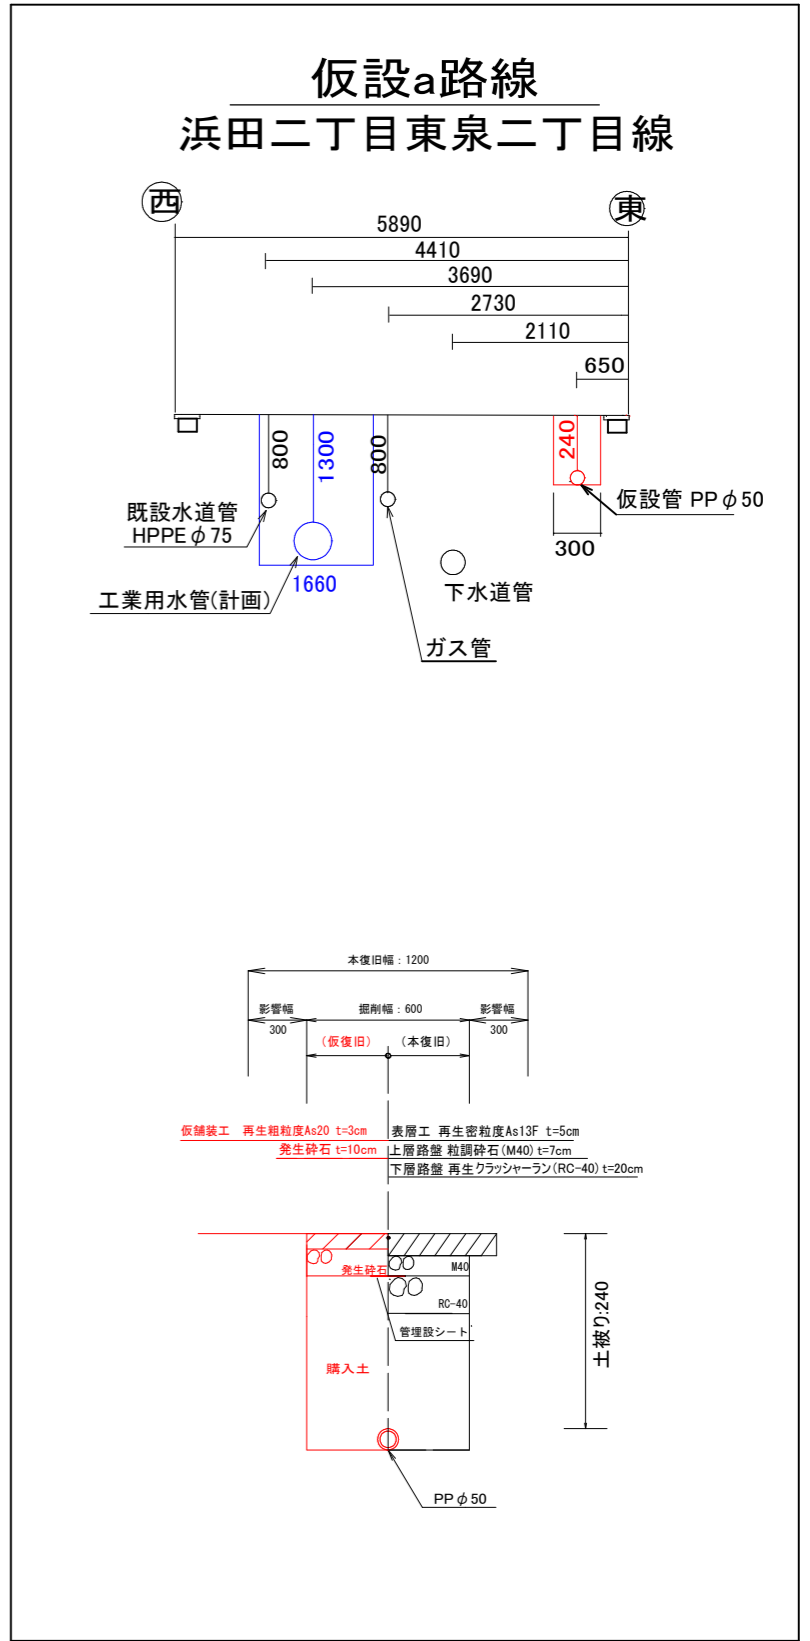 仮設a路線
浜田二丁目東泉二丁目線
西
東
5890
4410
3690
2730
2110
650
800
1300
800
240
既設水道管
HPPEφ75
工業用水管(計画)
1660
下水道管
ガス管
仮設管 PPφ50
300
本復旧幅：1200
影響幅
300
掘削幅：600
影響幅
300
(仮復旧)
(本復旧)
仮舗装工 再生粗粒度As20 t=3cm
発生砕石 t=10cm
表層工 再生密粒度As13F t=5cm
上層路盤 粒調砕石(M40) t=7cm
下層路盤 再生クラッシャーラン(RC-40) t=20cm
発生砕石
M40
RC-40
管埋設シート
購入土
土被り:240
PPφ50